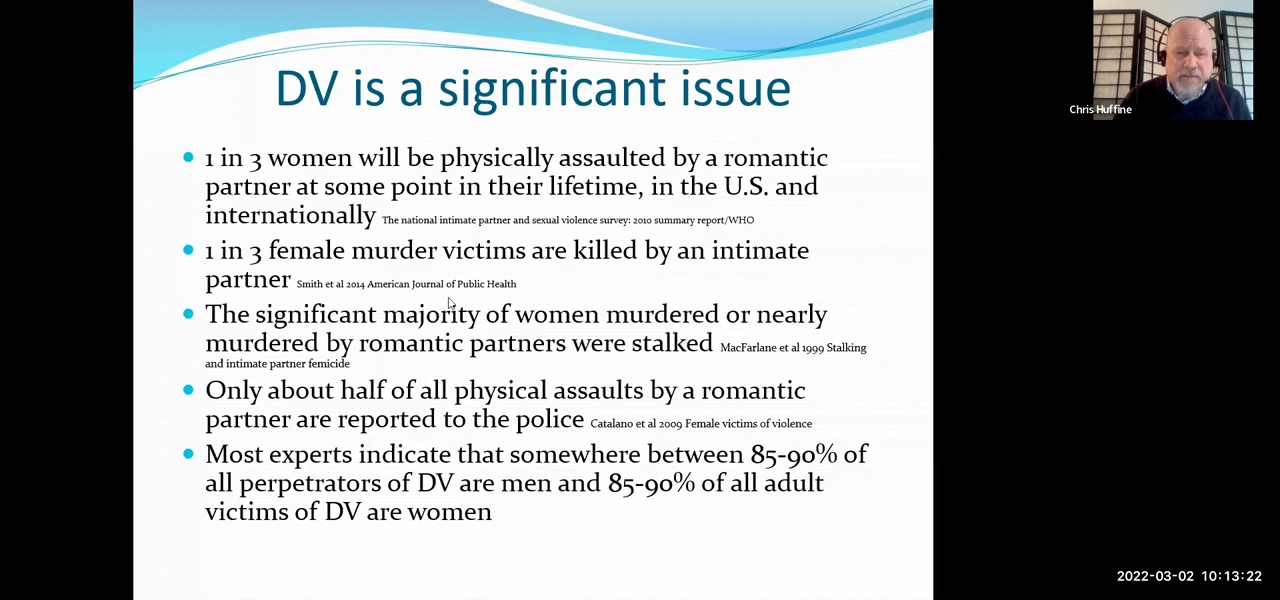 DV is a significant issue
Chris Huffine
1 in 3 women will be physically assaulted by a romantic
partner at some point in their lifetime, in the U.S. and
internationally The national intimate partner and sexual violence survey: 2010 summary report/WHO
1 in 3 female murder victims are killed by an intimate
partner Smith et al 2014 American Journal of Public Health
The significant majority of women murdered or nearly
murdered by romantic partners were stalked MacFarlane et al 1999 Stalking
and intimate partner femicide
Only about half of all physical assaults by a romantic
partner are reported to the police Catalano et al 2009 Female victims of violence
Most experts indicate that somewhere between 85-90% of
all perpetrators of DV are men and 85-90% of all adult
victims of DV are women
2022-03-02 10:13:22